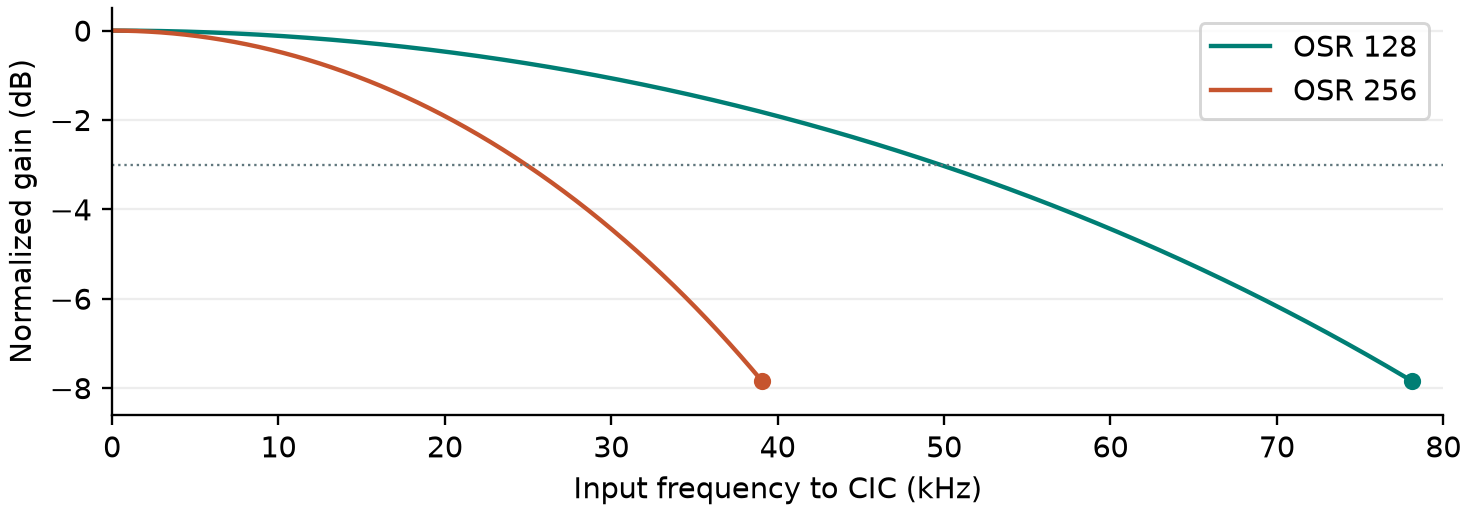 0
−2
−4
−6
−8
Normalized gain (dB)
OSR 128
OSR 256
0 10 20 30 40 50 60 70 80
Input frequency to CIC (kHz)